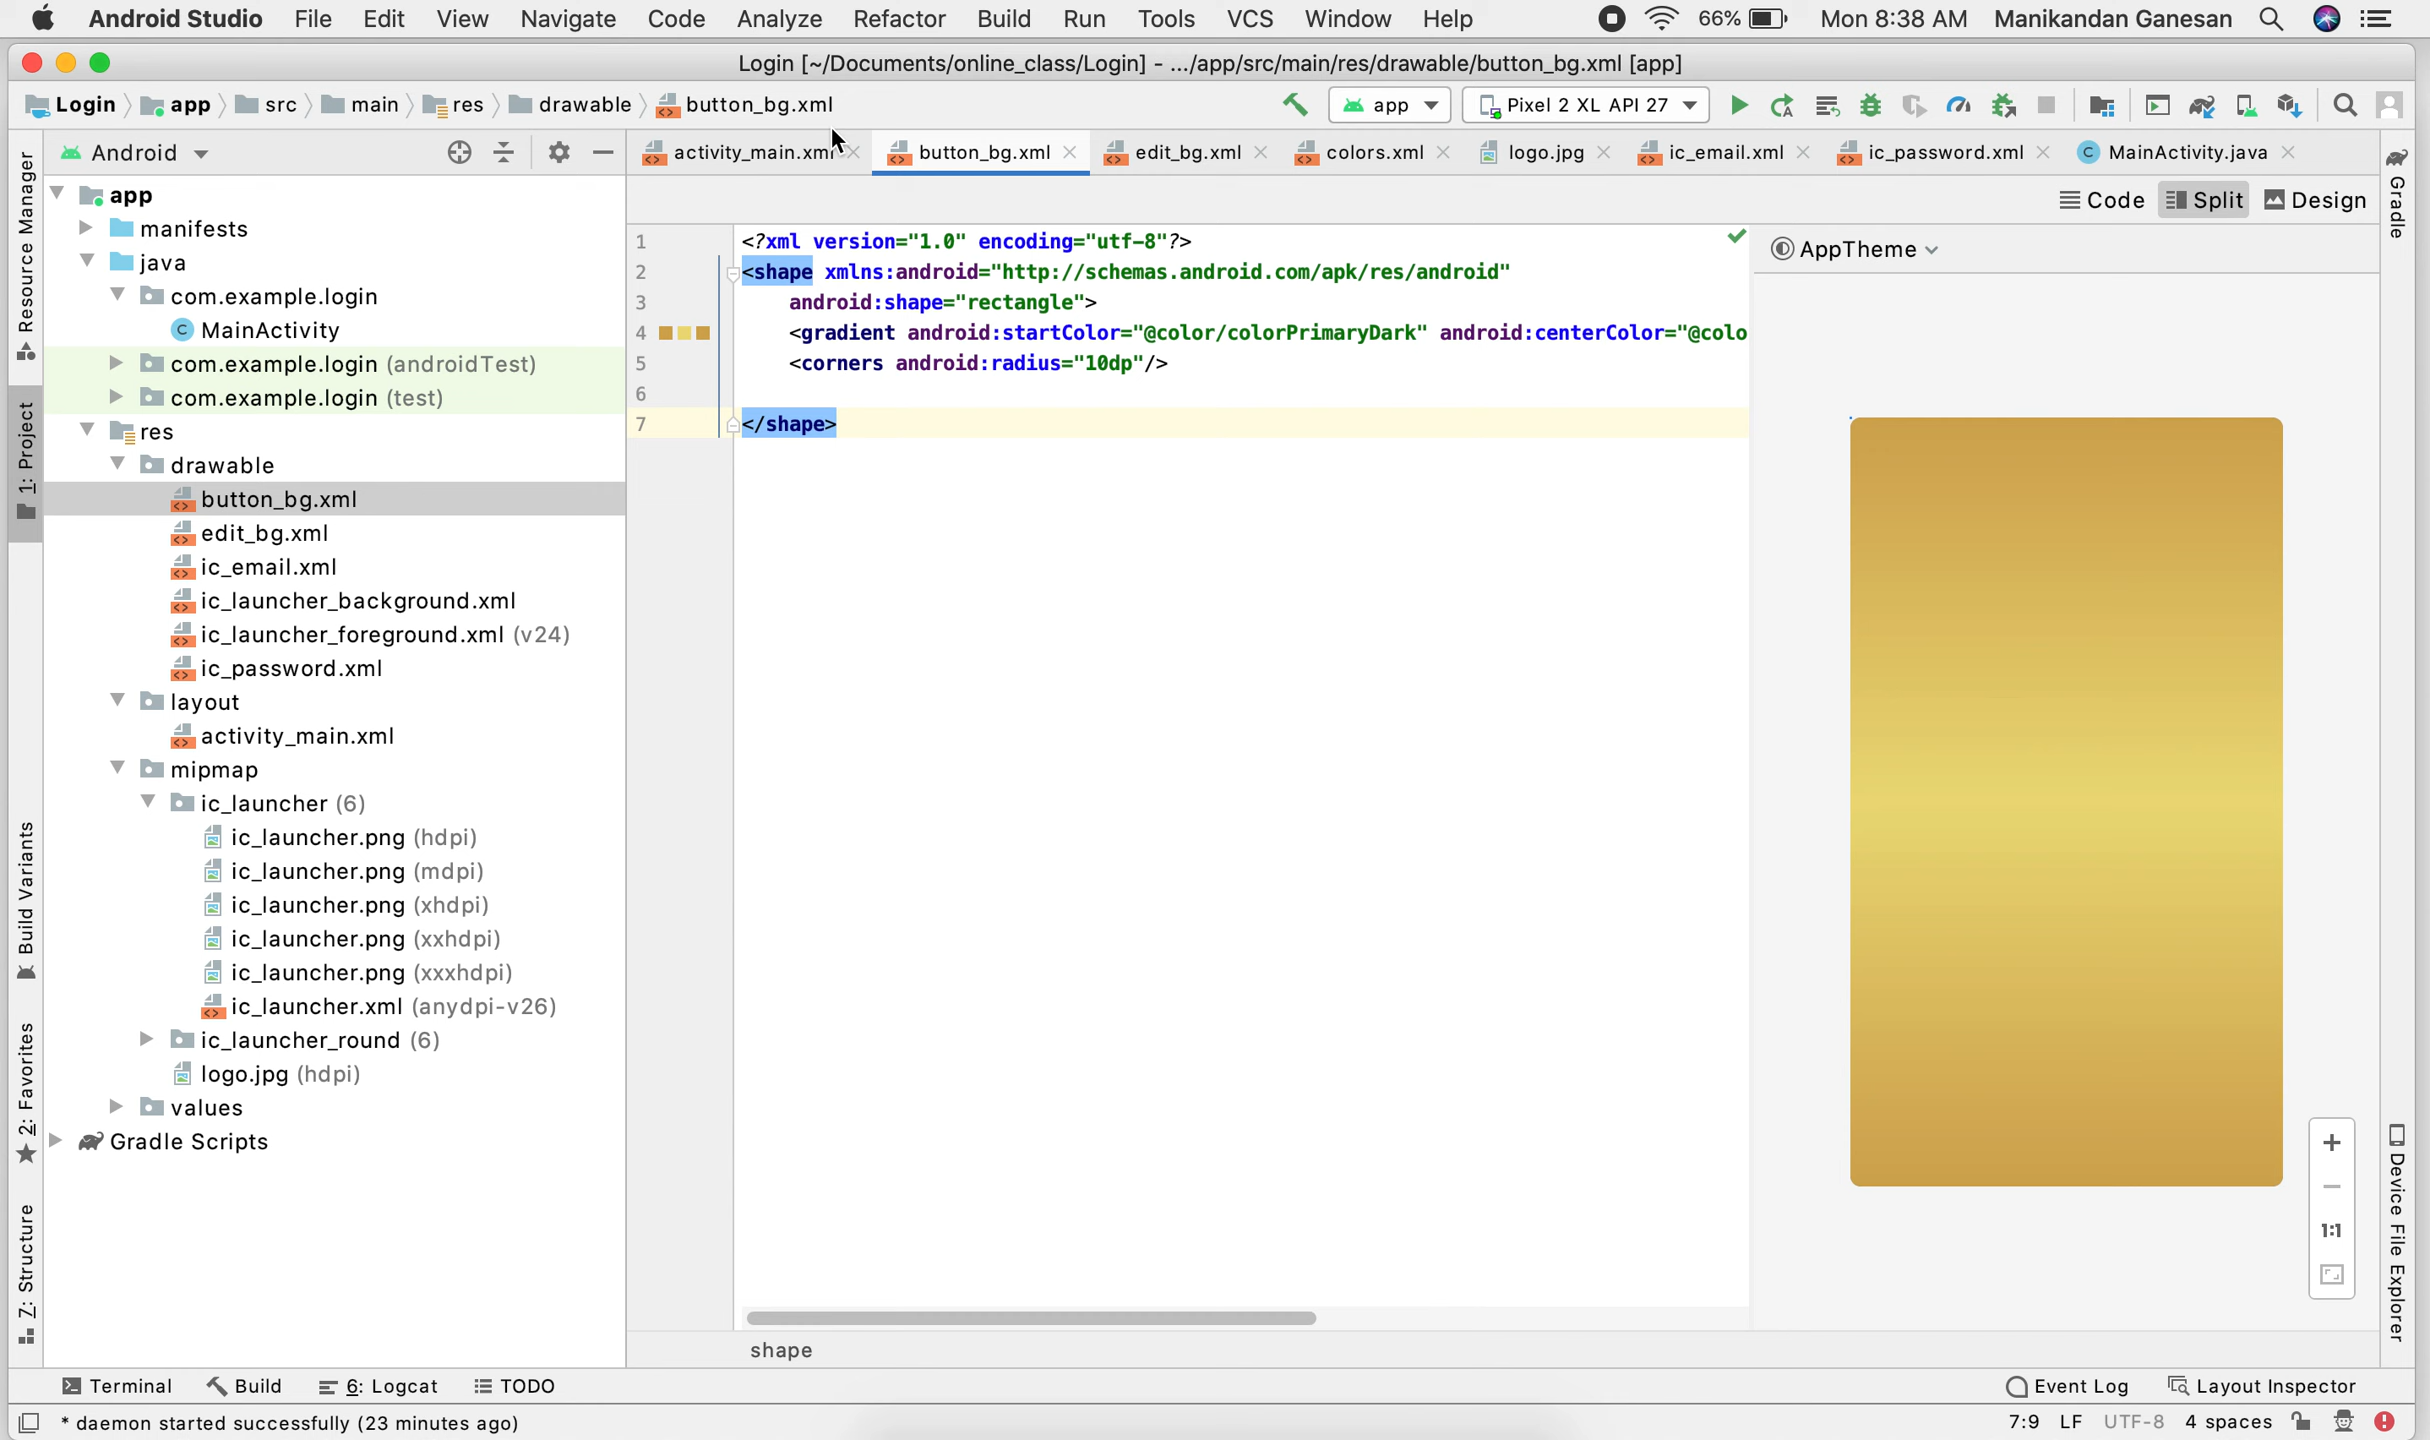 Android Studio File Edit View Navigate Code Analyze Refactor Build Run Tools VCS Window Help 66% Mon 8:38 AM Manikandan Ganesan
Login [~/Documents/online_class/Login] - .../app/src/main/res/drawable/button_bg.xml [app]
Login app src main res drawable button_bg.xml app Pixel 2 XL API 27
Android activity_main.xml button_bg.xml edit_bg.xml colors.xml logo.jpg ic_email.xml ic_password.xml MainActivity.java
Code Split Design
AppTheme
Resource Manager
1: Project
Build Variants
2: Favorites
Z: Structure
app
manifests
java
com.example.login
MainActivity
com.example.login (androidTest)
com.example.login (test)
res
drawable
button_bg.xml
edit_bg.xml
ic_email.xml
ic_launcher_background.xml
ic_launcher_foreground.xml (v24)
ic_password.xml
layout
activity_main.xml
mipmap
ic_launcher (6)
ic_launcher.png (hdpi)
ic_launcher.png (mdpi)
ic_launcher.png (xhdpi)
ic_launcher.png (xxhdpi)
ic_launcher.png (xxxhdpi)
ic_launcher.xml (anydpi-v26)
ic_launcher_round (6)
logo.jpg (hdpi)
values
Gradle Scripts
1 <?xml version="1.0" encoding="utf-8"?>
2 <shape xmlns:android="http://schemas.android.com/apk/res/android"
3 android:shape="rectangle">
4 <gradient android:startColor="@color/colorPrimaryDark" android:centerColor="@colo
5 <corners android:radius="10dp"/>
6
7 </shape>
1:1
Gradle
Device File Explorer
shape
Terminal Build 6: Logcat TODO Event Log Layout Inspector
* daemon started successfully (23 minutes ago) 7:9 LF UTF-8 4 spaces